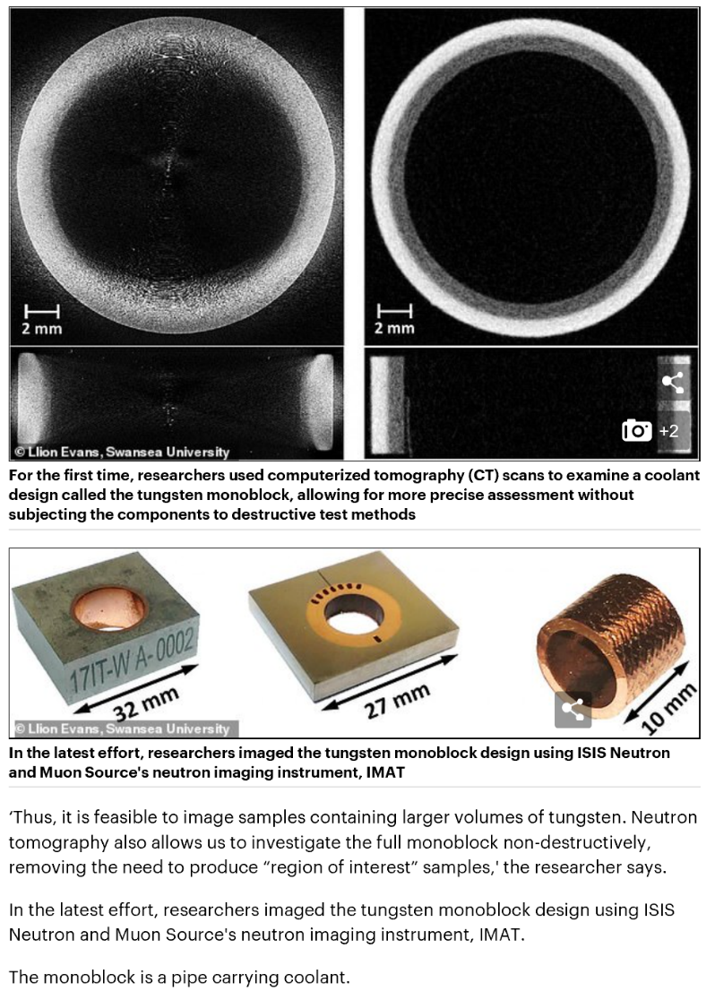 2 mm
2 mm
+2
© Llion Evans, Swansea University
For the first time, researchers used computerized tomography (CT) scans to examine a coolant
design called the tungsten monoblock, allowing for more precise assessment without
subjecting the components to destructive test methods
17IT-W A-0002
32 mm
27 mm
10 mm
© Llion Evans, Swansea University
In the latest effort, researchers imaged the tungsten monoblock design using ISIS Neutron
and Muon Source's neutron imaging instrument, IMAT
‘Thus, it is feasible to image samples containing larger volumes of tungsten. Neutron
tomography also allows us to investigate the full monoblock non-destructively,
removing the need to produce “region of interest” samples,' the researcher says.
In the latest effort, researchers imaged the tungsten monoblock design using ISIS
Neutron and Muon Source's neutron imaging instrument, IMAT.
The monoblock is a pipe carrying coolant.